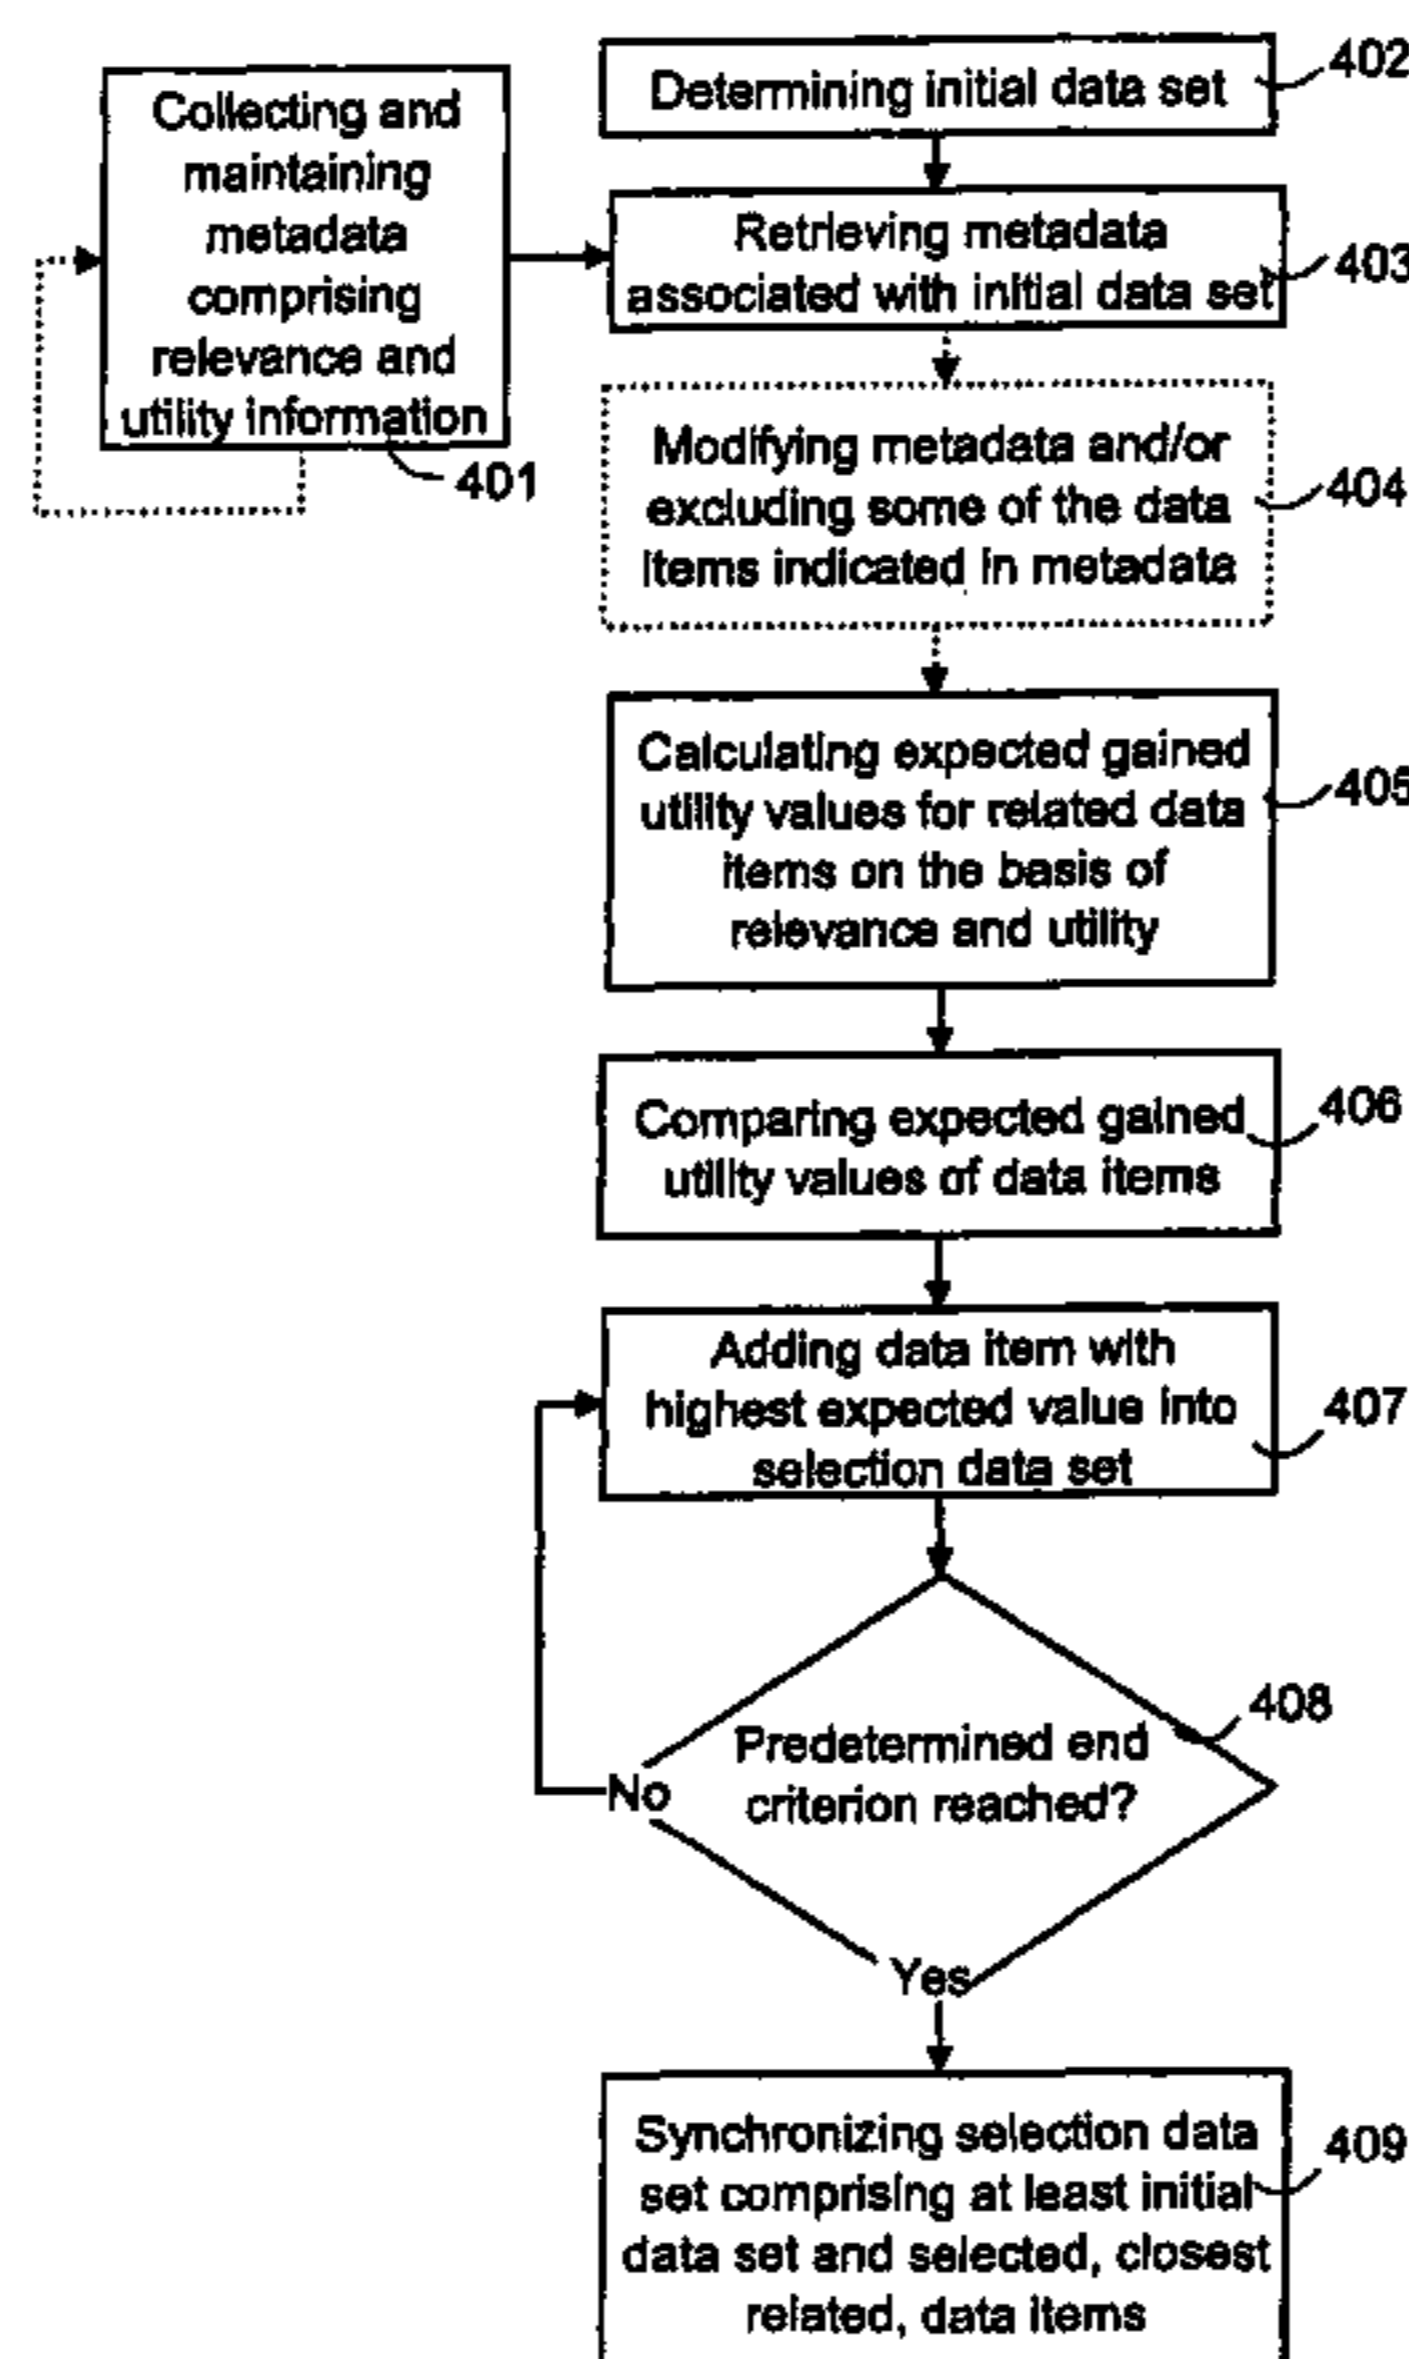 Collecting and
maintaining
metadata
comprising
relevance and
utility information
401
Determining initial data set
402
Retrieving metadata
associated with initial data set
403
Modifying metadata and/or
excluding some of the data
items indicated in metadata
404
Calculating expected gained
utility values for related data
items on the basis of
relevance and utility
405
Comparing expected gained
utility values of data items
406
Adding data item with
highest expected value into
selection data set
407
Predetermined end
criterion reached?
408
No
Yes
Synchronizing selection data
set comprising at least initial
data set and selected, closest
related, data items
409